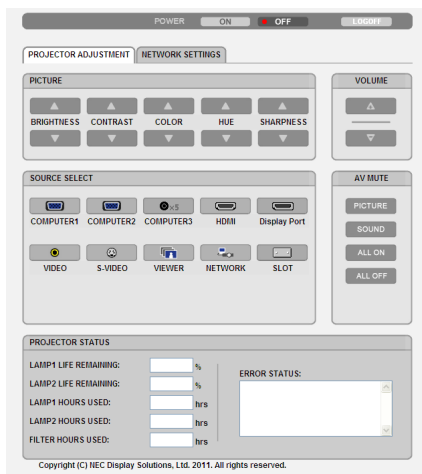 POWER ON OFF LOGOFF
PROJECTOR ADJUSTMENT NETWORK SETTINGS
PICTURE
BRIGHTNESS CONTRAST COLOR HUE SHARPNESS
VOLUME
SOURCE SELECT
×5
COMPUTER1 COMPUTER2 COMPUTER3 HDMI Display Port
VIDEO S-VIDEO VIEWER NETWORK SLOT
AV MUTE
PICTURE
SOUND
ALL ON
ALL OFF
PROJECTOR STATUS
LAMP1 LIFE REMAINING: %
LAMP2 LIFE REMAINING: %
LAMP1 HOURS USED: hrs
LAMP2 HOURS USED: hrs
FILTER HOURS USED: hrs
ERROR STATUS:
Copyright (C) NEC Display Solutions, Ltd. 2011. All rights reserved.